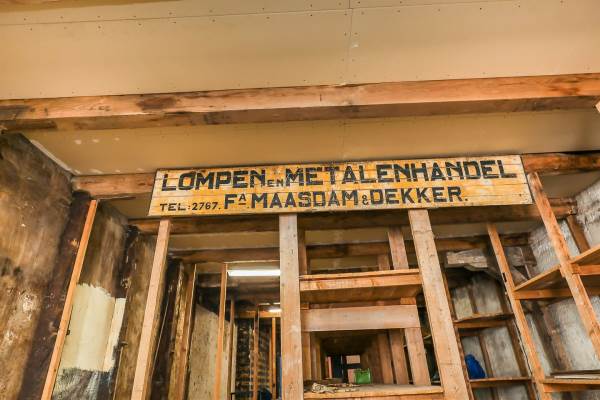 LOMPEN en METALENHANDEL
TEL:-2767. FA MAASDAM & DEKKER.